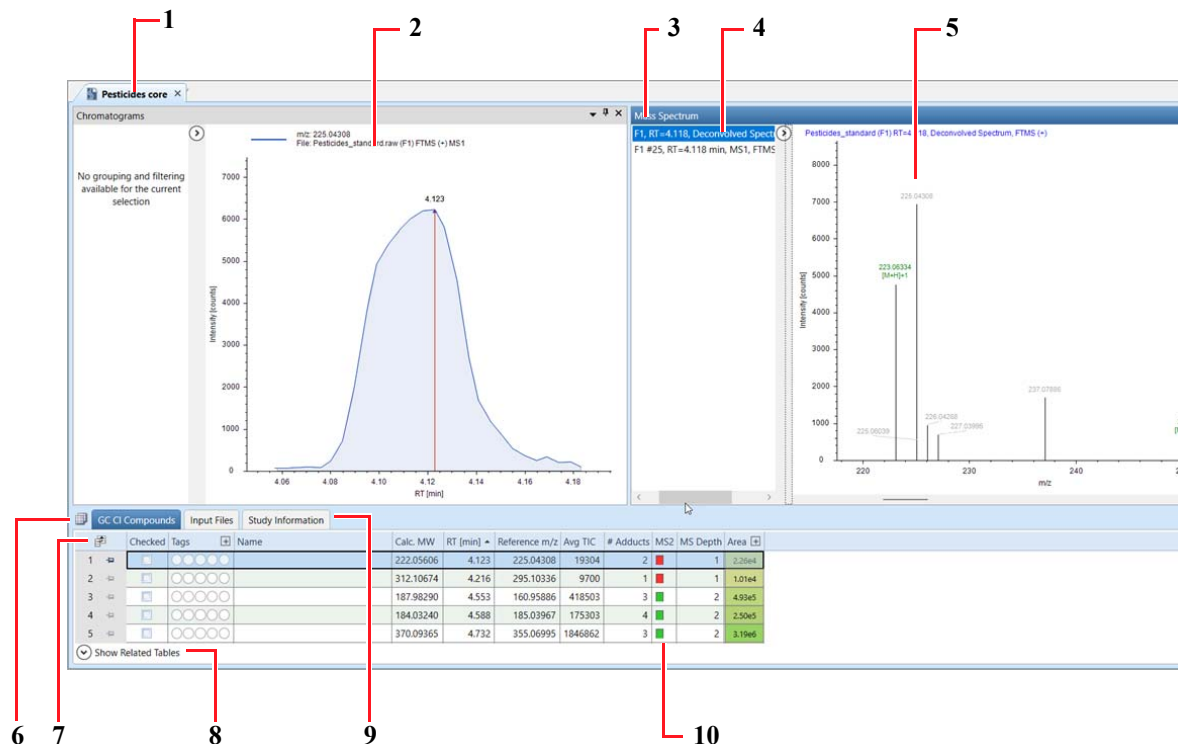 1
2
3
4
5
Pesticides core ×
Chromatograms
No grouping and filtering
available for the current
selection
m/z: 225.04308
File: Pesticides_standard.raw (F1) FTMS (+) MS1
4.123
7000
6000
5000
4000
3000
2000
1000
0
Intensity [counts]
4.06 4.08 4.10 4.12 4.14 4.16 4.18
RT [min]
Mass Spectrum
F1, RT=4.118, Deconvolved Spect
F1 #25, RT=4.118 min, MS1, FTMS
Pesticides_standard (F1) RT=4.118, Deconvolved Spectrum, FTMS (+)
8000
7000
6000
5000
4000
3000
2000
1000
0
Intensity [counts]
225.04308
223.06334
[M+H]+1
237.07886
226.04268
227.03996
225.06039
220 230 240
m/z
GC CI Compounds Input Files Study Information
Checked Tags Name Calc. MW RT [min] Reference m/z Avg TIC # Adducts MS2 MS Depth Area
1 222.05606 4.123 225.04308 19304 2 1 2.26e4
2 312.10674 4.216 295.10336 9700 1 1 1.01e4
3 187.98290 4.553 160.95886 418503 3 2 4.93e5
4 184.03240 4.588 185.03967 175303 4 2 2.50e5
5 370.09365 4.732 355.06995 1846862 3 2 3.19e6
Show Related Tables
6
7
8
9
10